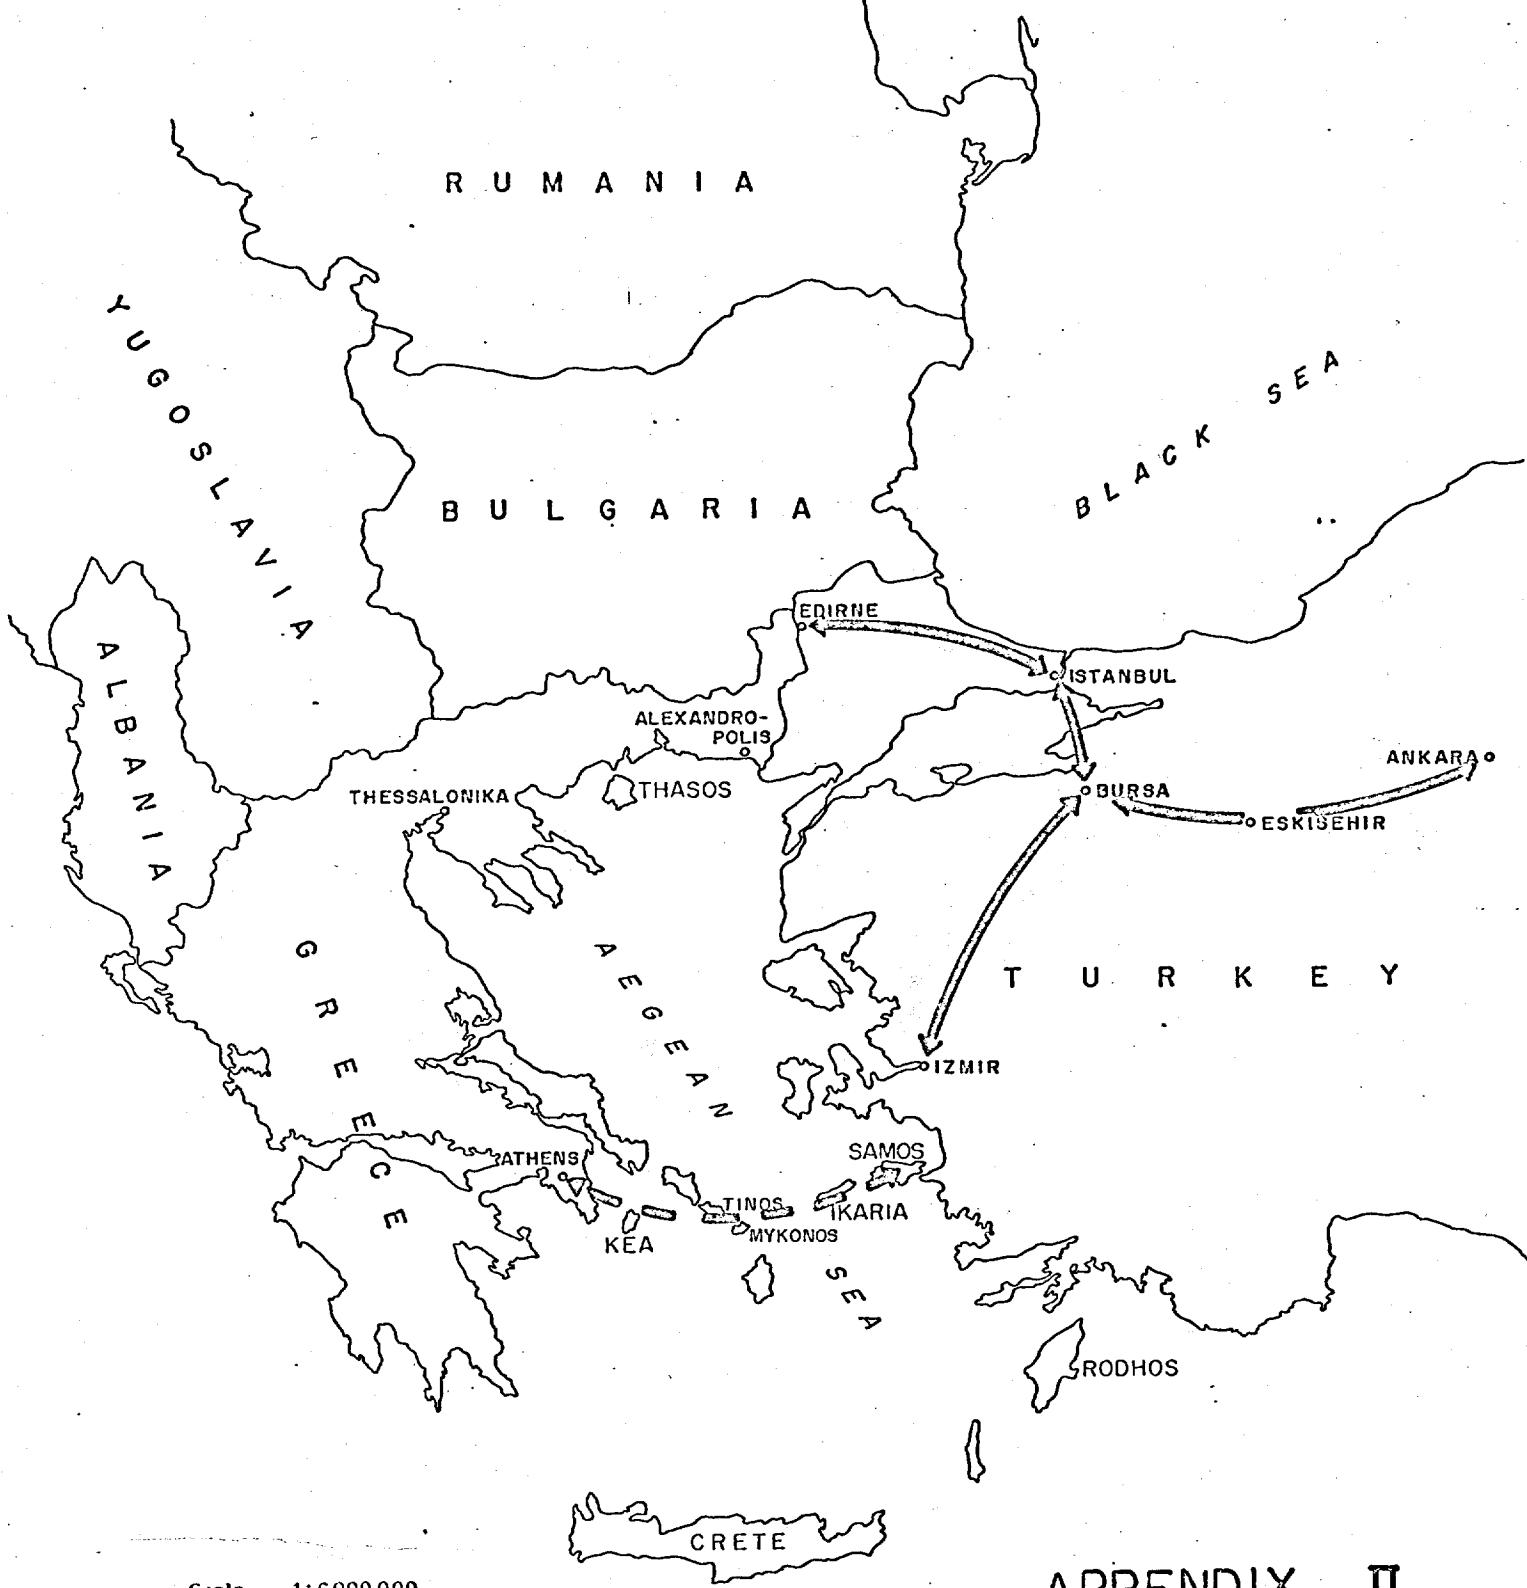 RUMANIA
YUGOSLAVIA
BLACK SEA
BULGARIA
EDIRNE
ALBANIA
ISTANBUL
ALEXANDRO-
POLIS
ANKARA
THESSALONIKA
THASOS
BURSA
ESKISEHIR
GREECE
AEGEAN SEA
TURKEY
IZMIR
ATHENS
SAMOS
TINOS
IKARIA
KEA
MYKONOS
RODHOS
CRETE
Scale 1:6000000
APPENDIX II